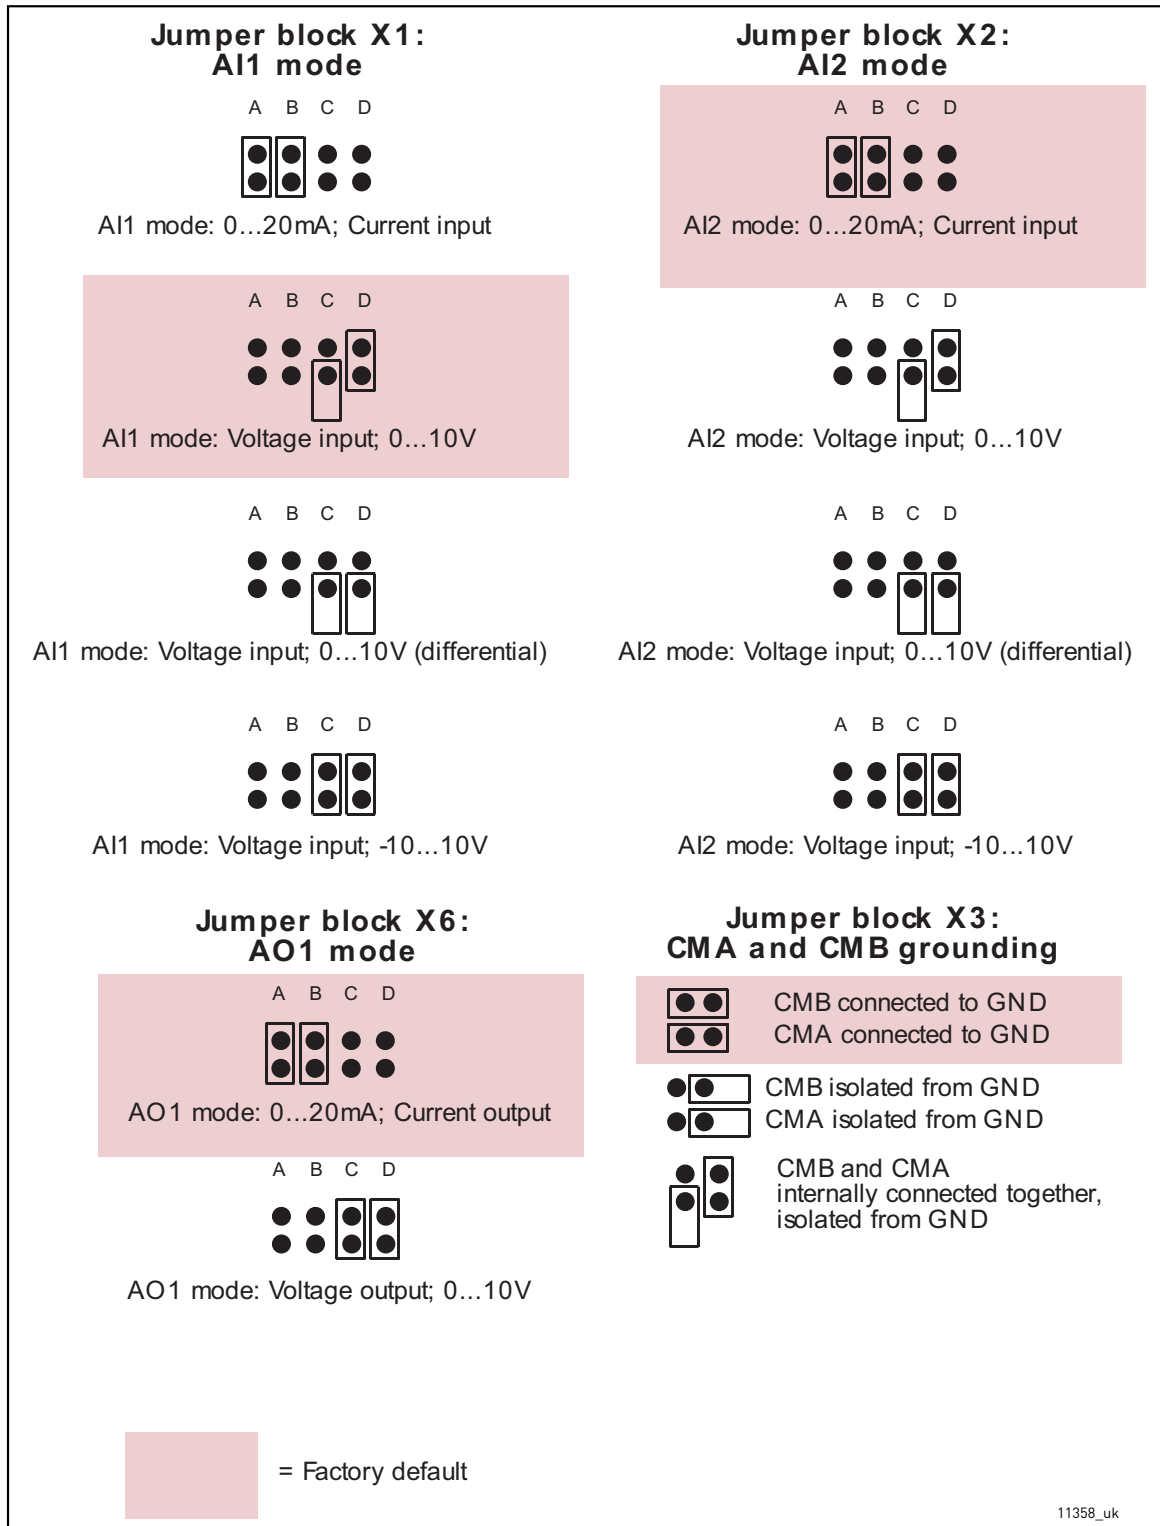 Jumper block X1:
AI1 mode
A B C D
AI1 mode: 0...20mA; Current input
A B C D
AI1 mode: Voltage input; 0...10V
A B C D
AI1 mode: Voltage input; 0...10V (differential)
A B C D
AI1 mode: Voltage input; -10...10V
Jumper block X2:
AI2 mode
A B C D
AI2 mode: 0...20mA; Current input
A B C D
AI2 mode: Voltage input; 0...10V
A B C D
AI2 mode: Voltage input; 0...10V (differential)
A B C D
AI2 mode: Voltage input; -10...10V
Jumper block X6:
AO1 mode
A B C D
AO1 mode: 0...20mA; Current output
A B C D
AO1 mode: Voltage output; 0...10V
Jumper block X3:
CMA and CMB grounding
CMB connected to GND
CMA connected to GND
CMB isolated from GND
CMA isolated from GND
CMB and CMA
internally connected together,
isolated from GND
= Factory default
11358_uk